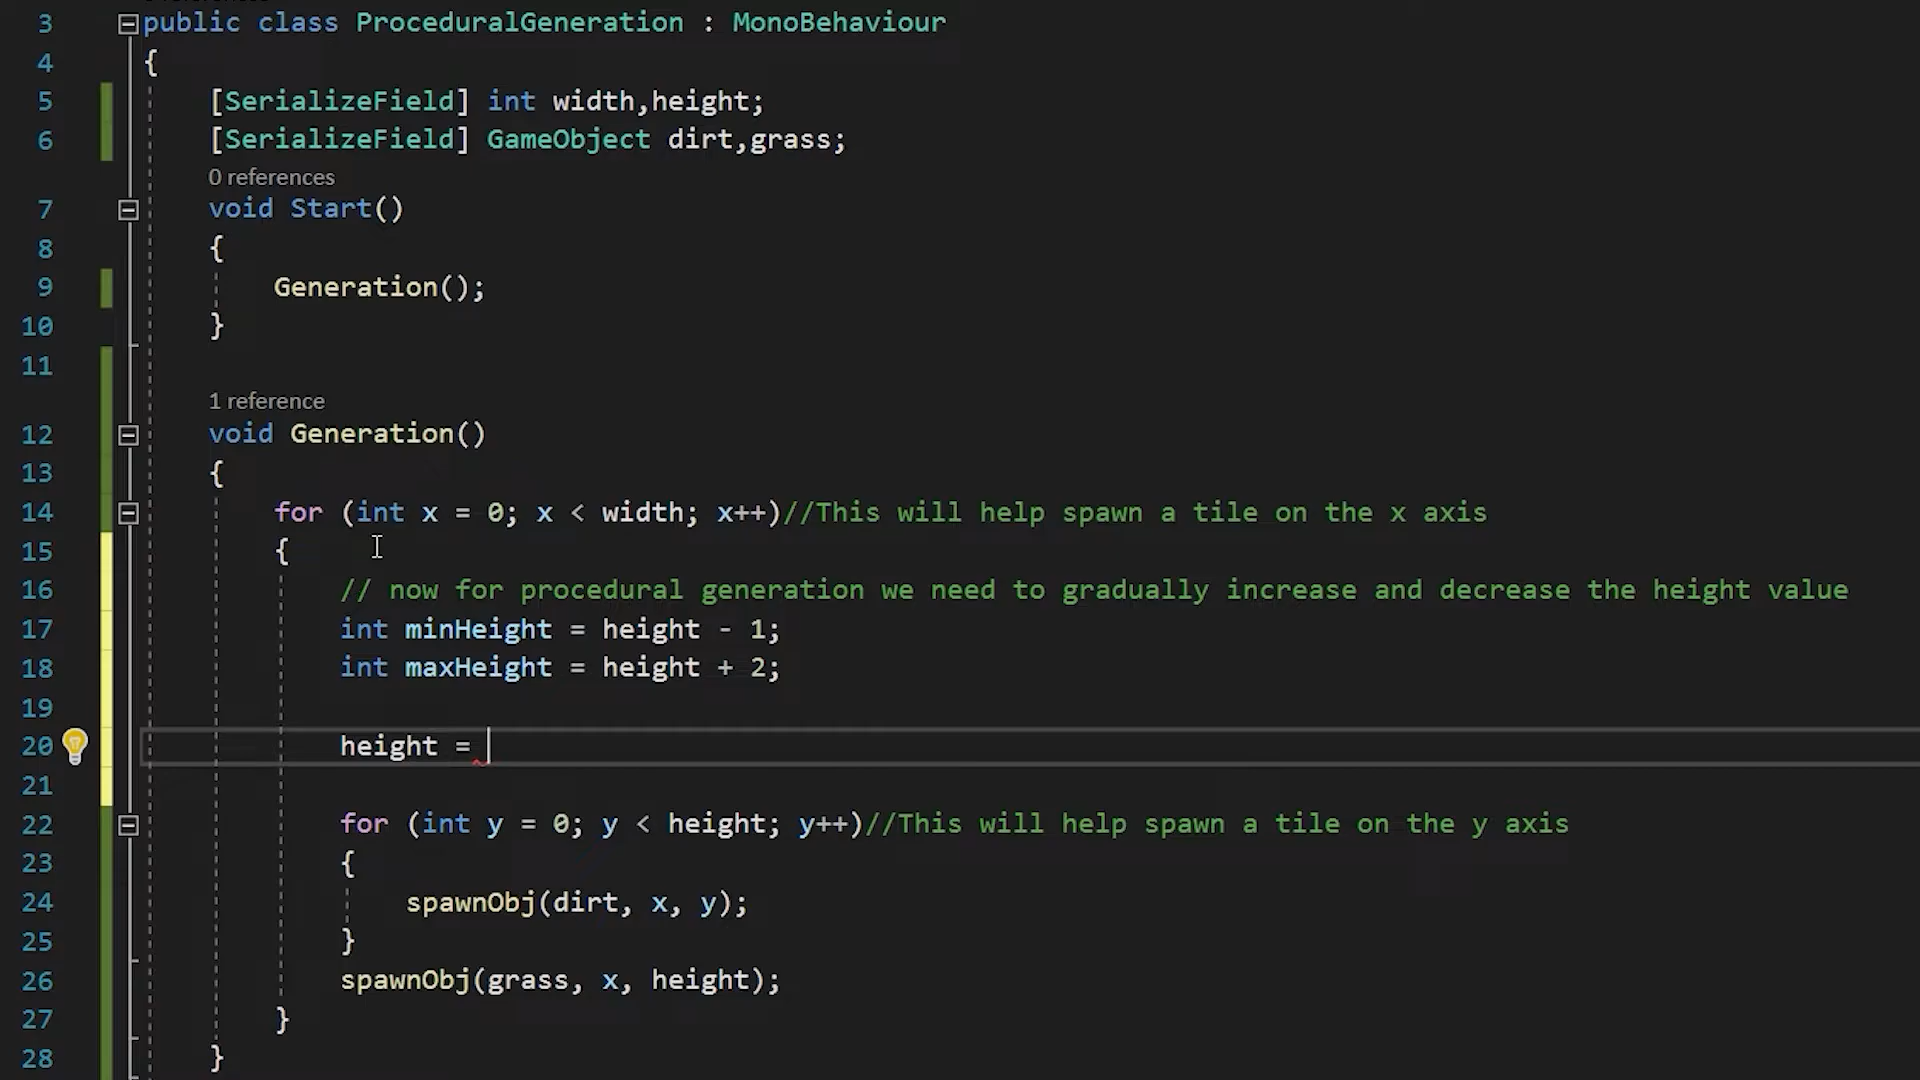 3 public class ProceduralGeneration : MonoBehaviour
4 {
5 [SerializeField] int width,height;
6 [SerializeField] GameObject dirt,grass;
0 references
7 void Start()
8 {
9 Generation();
10 }
11
1 reference
12 void Generation()
13 {
14 for (int x = 0; x < width; x++)//This will help spawn a tile on the x axis
15 {
16 // now for procedural generation we need to gradually increase and decrease the height value
17 int minHeight = height - 1;
18 int maxHeight = height + 2;
19
20 height =
21
22 for (int y = 0; y < height; y++)//This will help spawn a tile on the y axis
23 {
24 spawnObj(dirt, x, y);
25 }
26 spawnObj(grass, x, height);
27 }
28 }